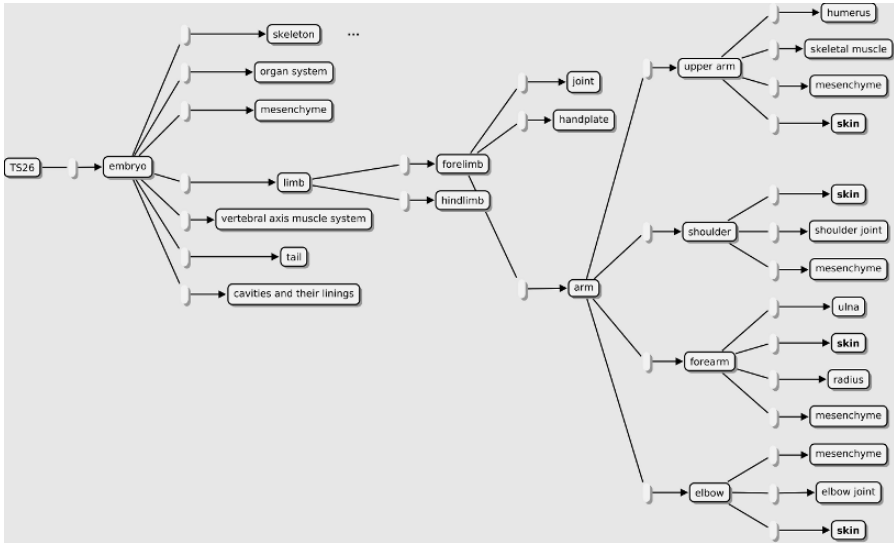 TS26
embryo
skeleton
...
organ system
mesenchyme
limb
vertebral axis muscle system
tail
cavities and their linings
forelimb
hindlimb
joint
handplate
arm
upper arm
humerus
skeletal muscle
mesenchyme
skin
shoulder
skin
shoulder joint
mesenchyme
forearm
ulna
skin
radius
mesenchyme
elbow
mesenchyme
elbow joint
skin